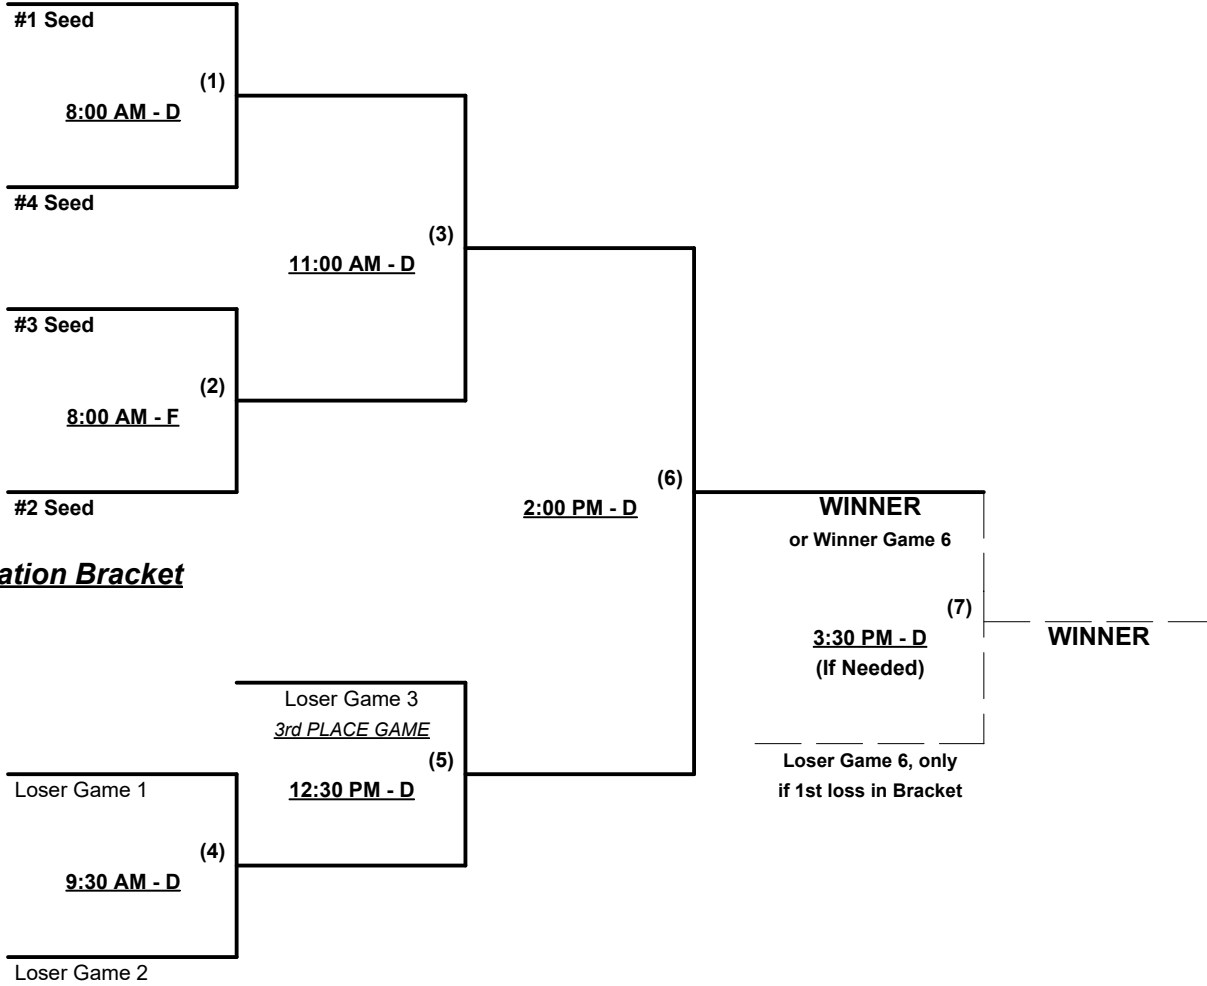 #1 Seed
(1)
8:00 AM - D
#4 Seed
(3)
11:00 AM - D
#3 Seed
(2)
8:00 AM - F
#2 Seed
(6)
2:00 PM - D
WINNER
or Winner Game 6
ation Bracket
(7)
3:30 PM - D
(If Needed)
WINNER
Loser Game 3
3rd PLACE GAME
(5)
12:30 PM - D
Loser Game 6, only
if 1st loss in Bracket
Loser Game 1
(4)
9:30 AM - D
Loser Game 2